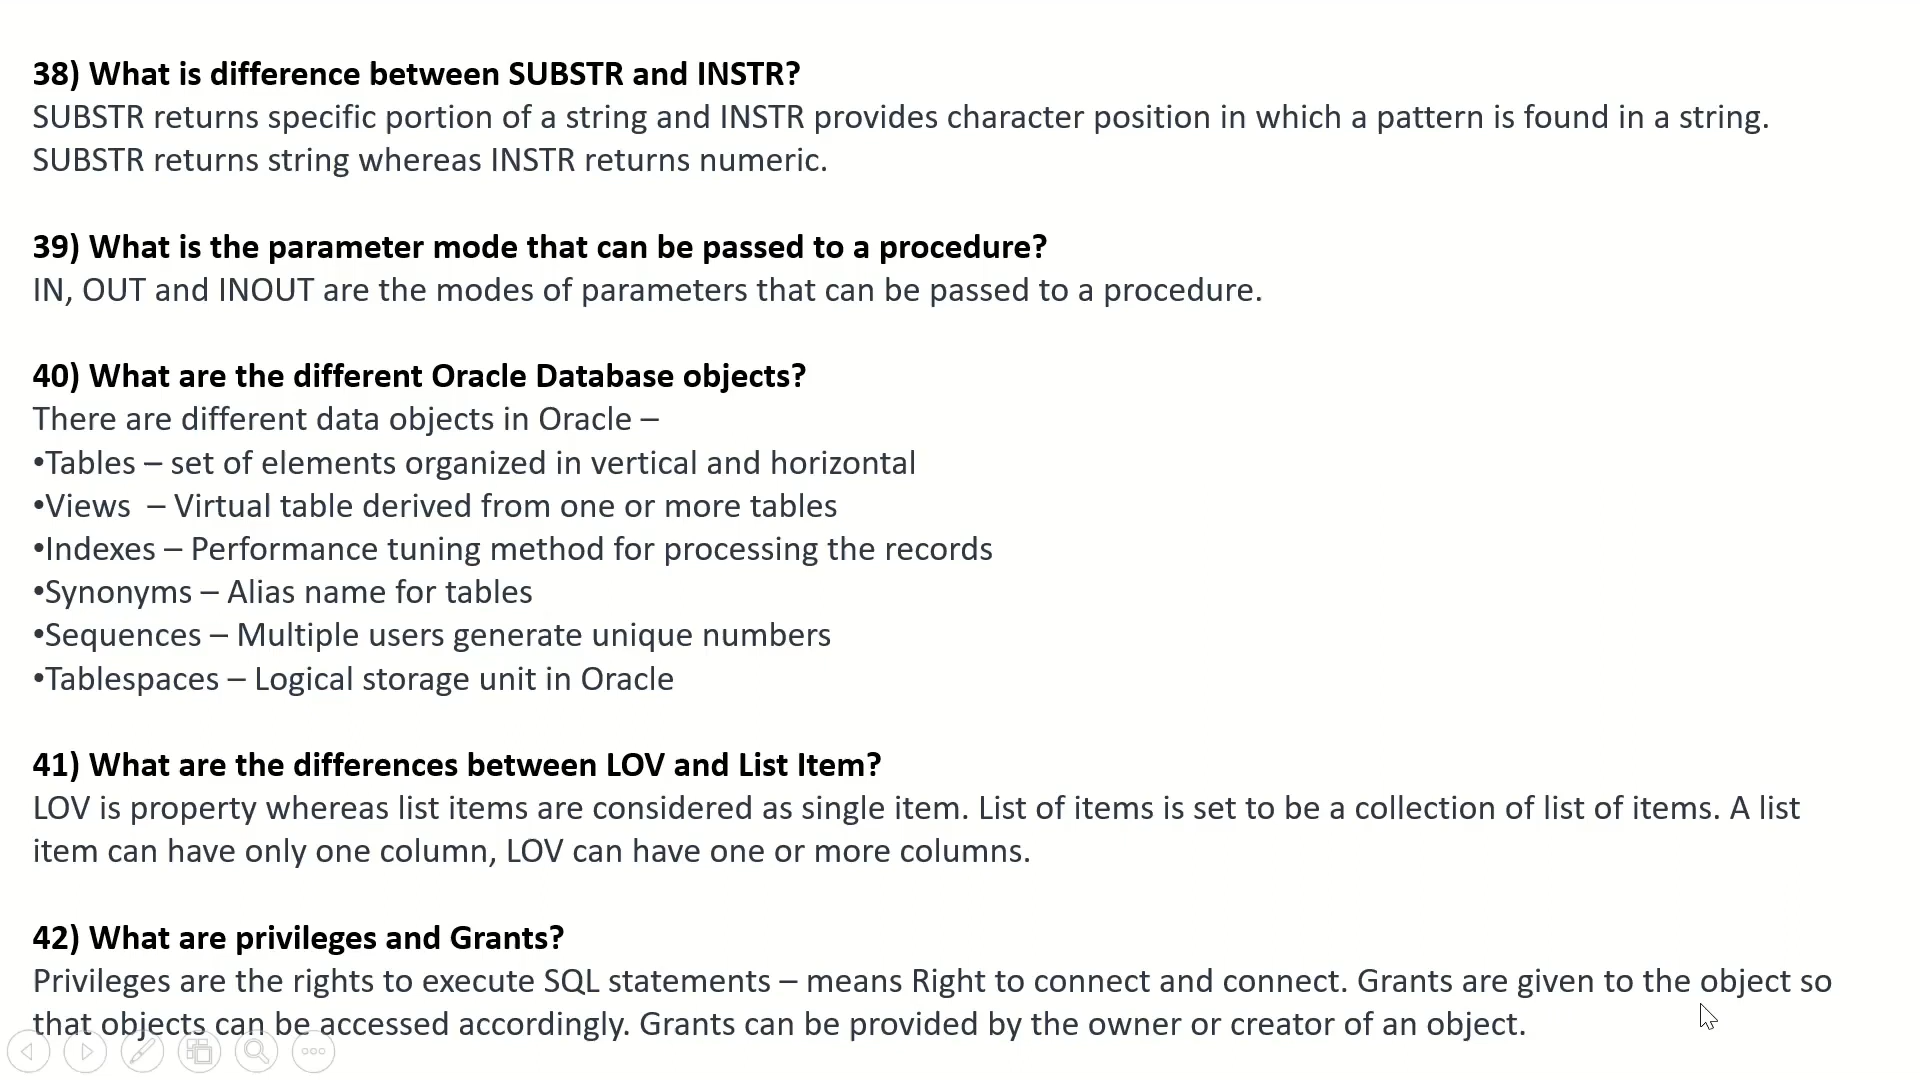 38) What is difference between SUBSTR and INSTR?
SUBSTR returns specific portion of a string and INSTR provides character position in which a pattern is found in a string.
SUBSTR returns string whereas INSTR returns numeric.
39) What is the parameter mode that can be passed to a procedure?
IN, OUT and INOUT are the modes of parameters that can be passed to a procedure.
40) What are the different Oracle Database objects?
There are different data objects in Oracle –
•Tables – set of elements organized in vertical and horizontal
•Views  – Virtual table derived from one or more tables
•Indexes – Performance tuning method for processing the records
•Synonyms – Alias name for tables
•Sequences – Multiple users generate unique numbers
•Tablespaces – Logical storage unit in Oracle
41) What are the differences between LOV and List Item?
LOV is property whereas list items are considered as single item. List of items is set to be a collection of list of items. A list
item can have only one column, LOV can have one or more columns.
42) What are privileges and Grants?
Privileges are the rights to execute SQL statements – means Right to connect and connect. Grants are given to the object so
that objects can be accessed accordingly. Grants can be provided by the owner or creator of an object.